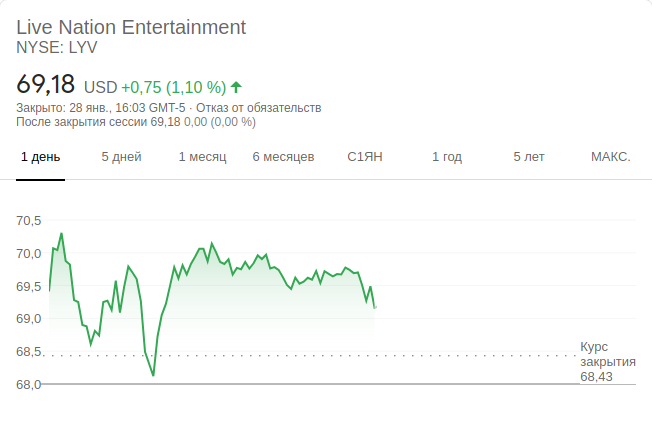 Live Nation Entertainment
NYSE: LYV
69,18 USD +0,75 (1,10 %)
Закрыто: 28 янв., 16:03 GMT-5 · Отказ от обязательств
После закрытия сессии 69,18 0,00 (0,00 %)
1 день 5 дней 1 месяц 6 месяцев С1ЯН 1 год 5 лет МАКС.
70,5
70,0
69,5
69,0
68,5
68,0
Курс
закрытия
68,43